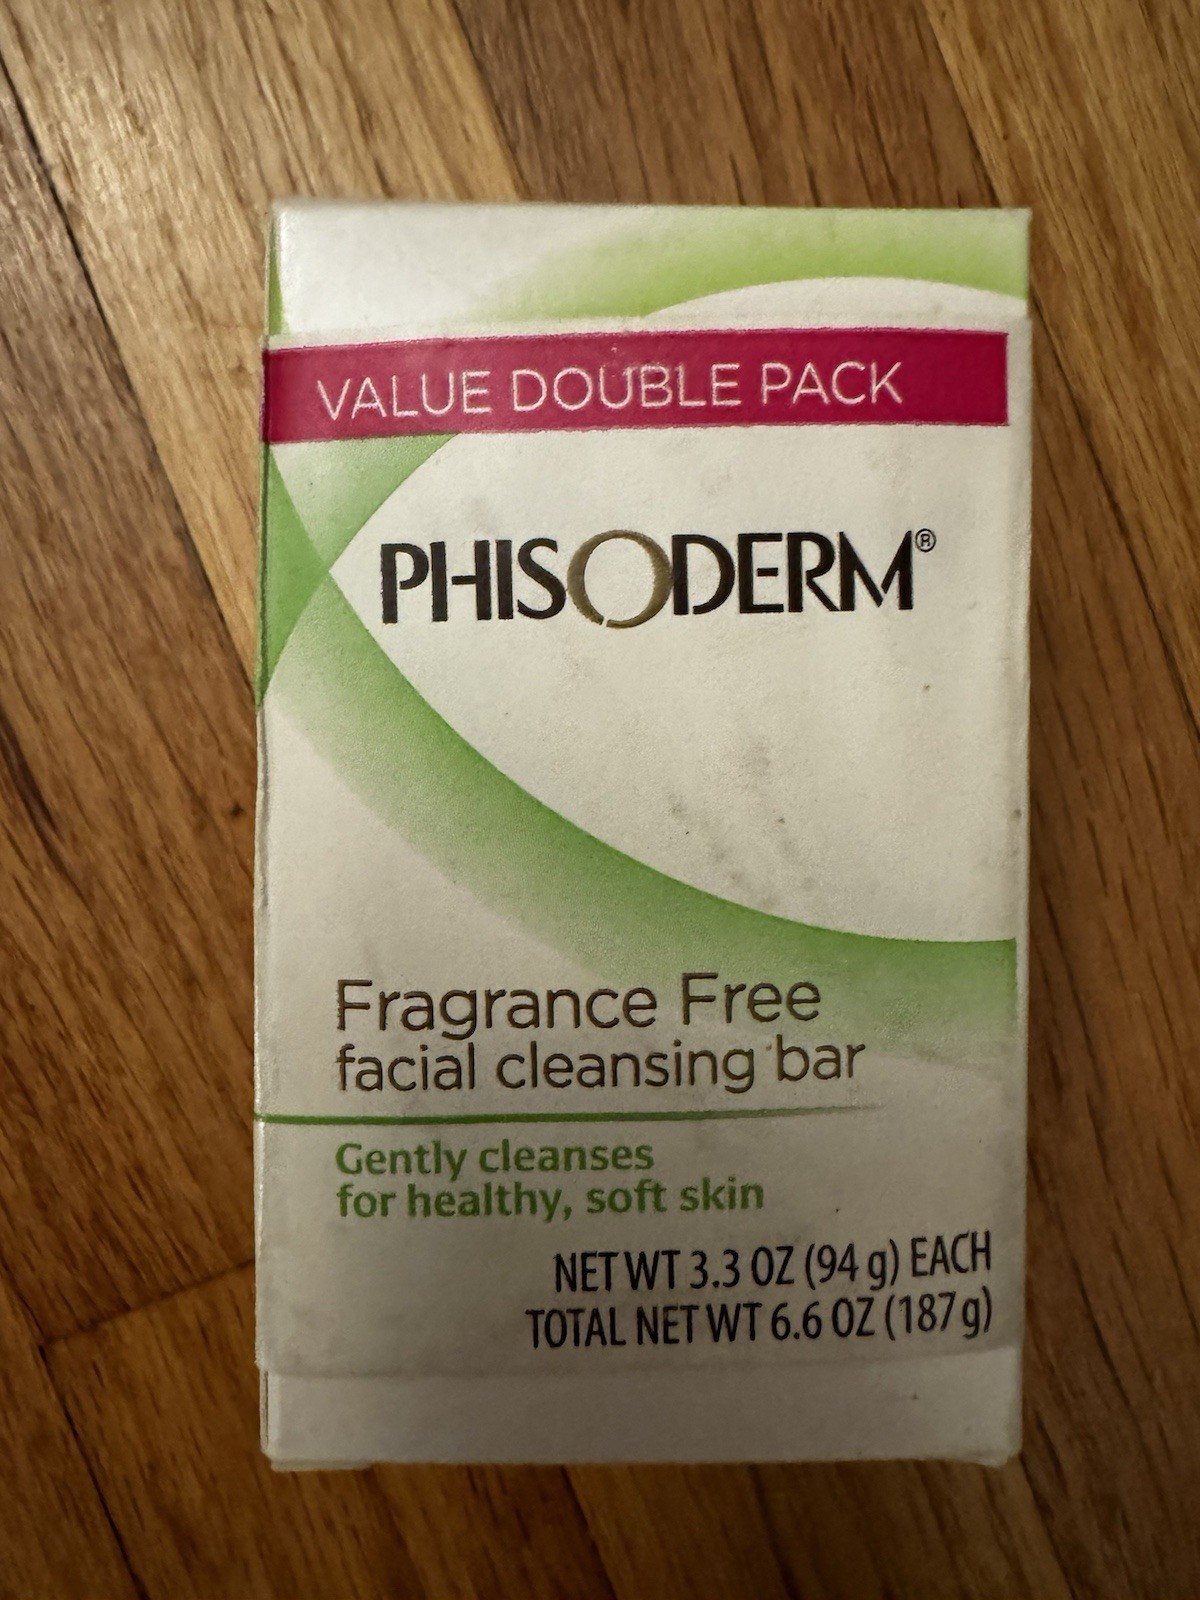 VALUE DOUBLE PACK
PHISODERM®
Fragrance Free
facial cleansing bar
Gently cleanses
for healthy, soft skin
NET WT 3.3 OZ (94 g) EACH
TOTAL NET WT 6.6 OZ (187 g)